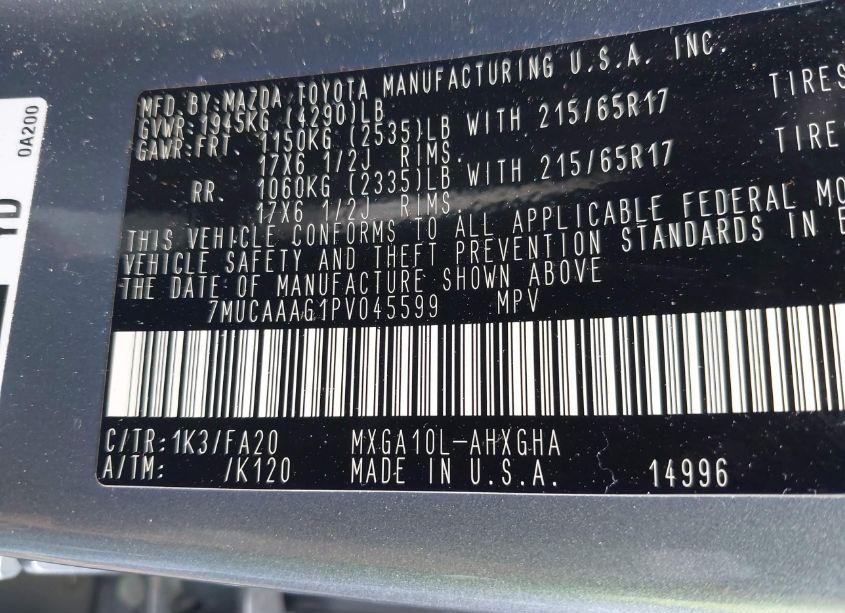 MFD.BY:MAZDA TOYOTA MANUFACTURING U.S.A. INC.
GVWR:1945KG (4290)LB
GAWR:FRT. 1150KG (2535)LB WITH 215/65R17 TIRES
17X6 1/2J RIMS.
RR. 1060KG (2335)LB WITH 215/65R17 TIRE
17X6 1/2J RIMS.
THIS VEHICLE CONFORMS TO ALL APPLICABLE FEDERAL MO
VEHICLE SAFETY AND THEFT PREVENTION STANDARDS IN E
THE DATE OF MANUFACTURE SHOWN ABOVE
7MUCAAAG1PV045599 MPV
C/TR:1K3/FA20 MXGA10L-AHXGHA
A/TM: /K120 MADE IN U.S.A. 14996
0A200
YD